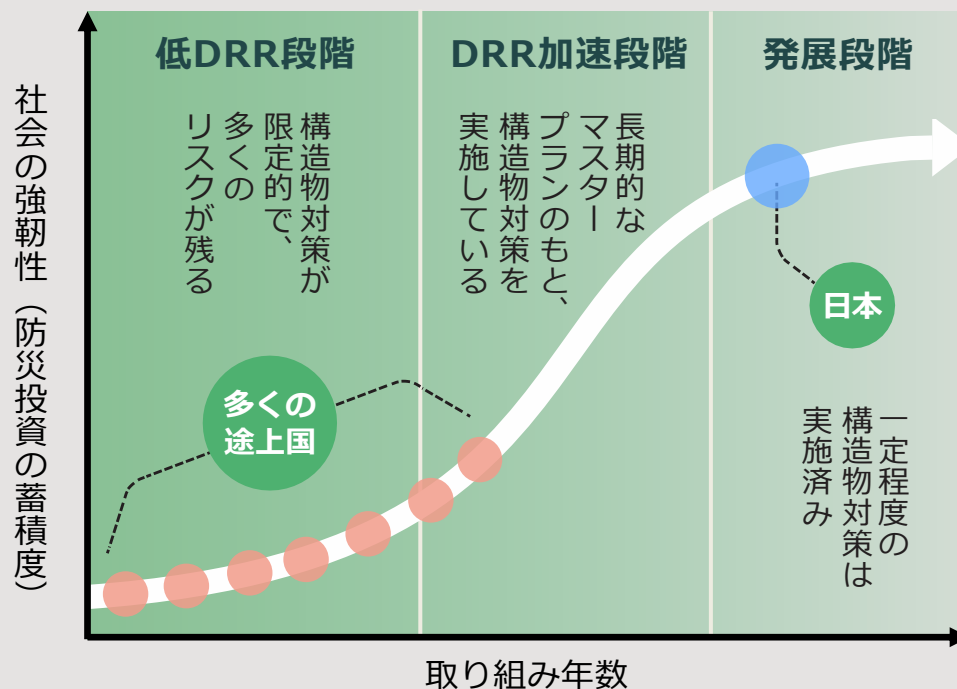 低DRR段階
DRR加速段階
発展段階
社会の強靭性（防災投資の蓄積度）
構造物対策が
限定的で、
多くの
リスクが残る
長期的な
マスター
プランのもと、
構造物対策を
実施している
日本
多くの
途上国
一定程度の
構造物対策は
実施済み
取り組み年数